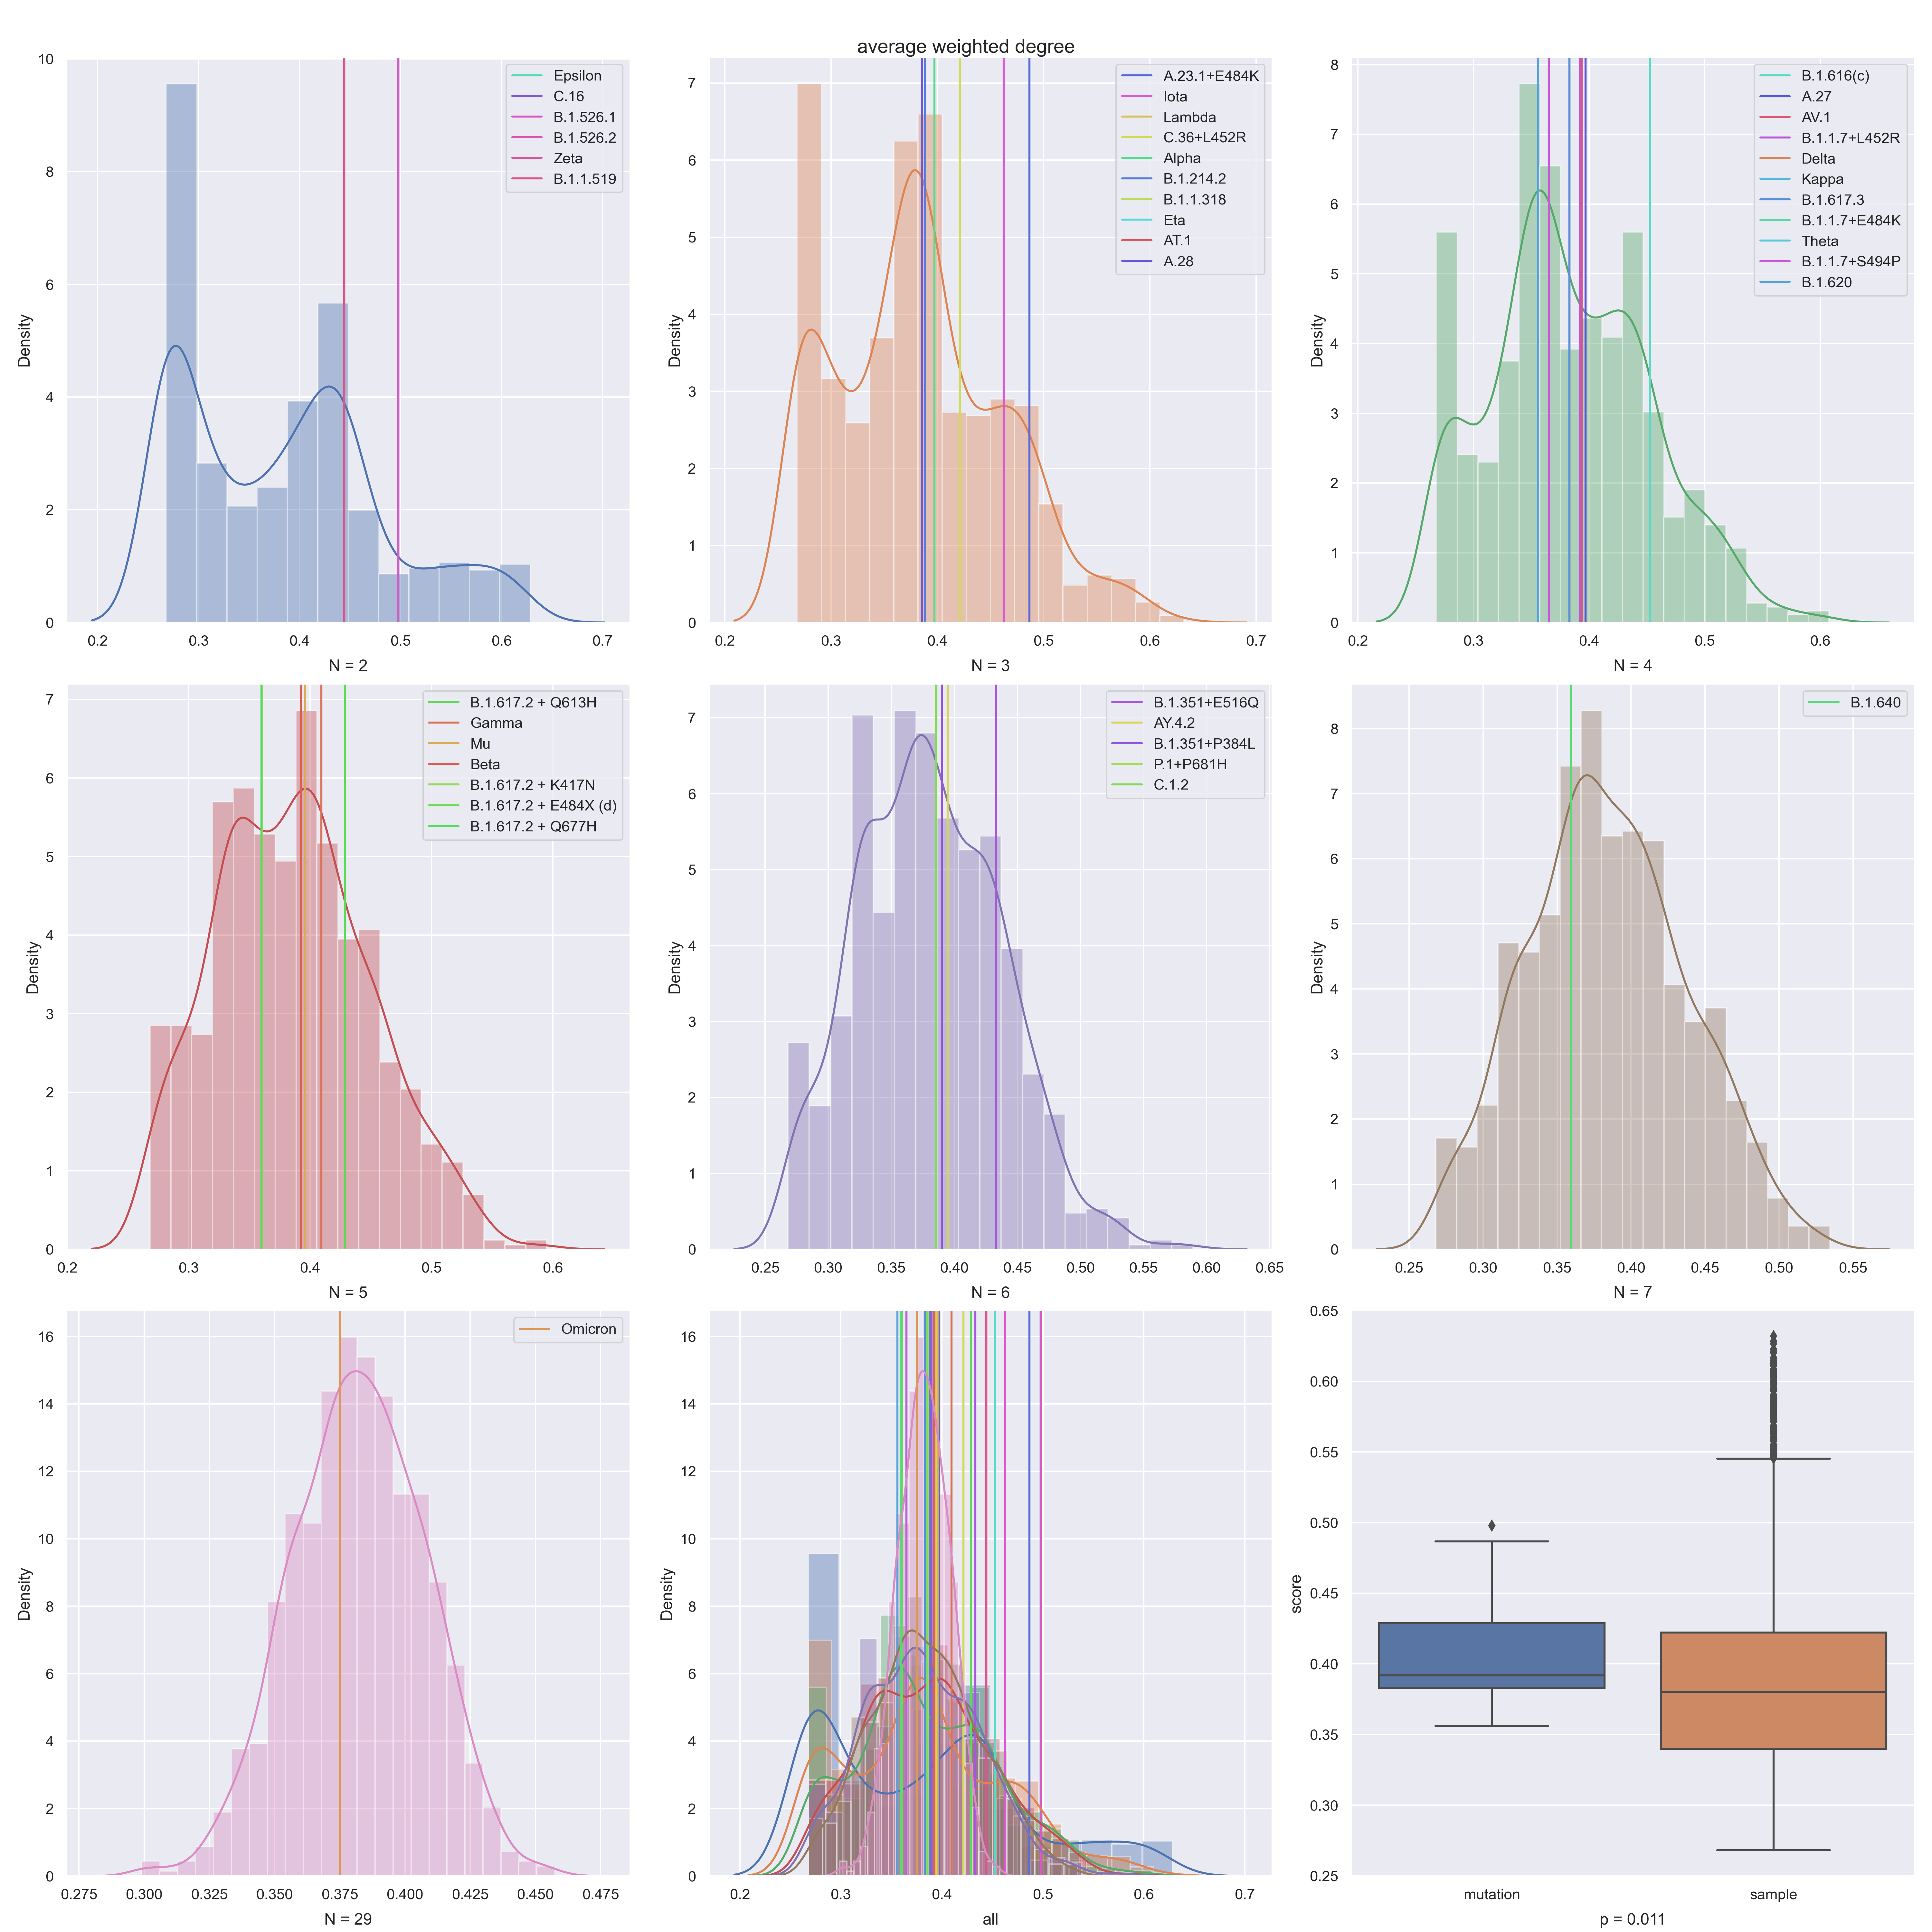 average weighted degree
10
8
6
4
2
0
Density
0.2 0.3 0.4 0.5 0.6 0.7
N = 2
Epsilon
C.16
B.1.526.1
B.1.526.2
Zeta
B.1.1.519
7
6
5
4
3
2
1
0
Density
0.2 0.3 0.4 0.5 0.6 0.7
N = 3
A.23.1+E484K
Iota
Lambda
C.36+L452R
Alpha
B.1.214.2
B.1.1.318
Eta
AT.1
A.28
8
7
6
5
4
3
2
1
0
Density
0.2 0.3 0.4 0.5 0.6
N = 4
B.1.616(c)
A.27
AV.1
B.1.1.7+L452R
Delta
Kappa
B.1.617.3
B.1.1.7+E484K
Theta
B.1.1.7+S494P
B.1.620
7
6
5
4
3
2
1
0
Density
0.2 0.3 0.4 0.5 0.6
N = 5
B.1.617.2 + Q613H
Gamma
Mu
Beta
B.1.617.2 + K417N
B.1.617.2 + E484X (d)
B.1.617.2 + Q677H
7
6
5
4
3
2
1
0
Density
0.25 0.30 0.35 0.40 0.45 0.50 0.55 0.60 0.65
N = 6
B.1.351+E516Q
AY.4.2
B.1.351+P384L
P.1+P681H
C.1.2
8
7
6
5
4
3
2
1
0
Density
0.25 0.30 0.35 0.40 0.45 0.50 0.55
N = 7
B.1.640
16
14
12
10
8
6
4
2
0
Density
0.275 0.300 0.325 0.350 0.375 0.400 0.425 0.450 0.475
N = 29
Omicron
16
14
12
10
8
6
4
2
0
Density
0.2 0.3 0.4 0.5 0.6 0.7
all
0.65
0.60
0.55
0.50
0.45
0.40
0.35
0.30
0.25
score
mutation sample
p = 0.011